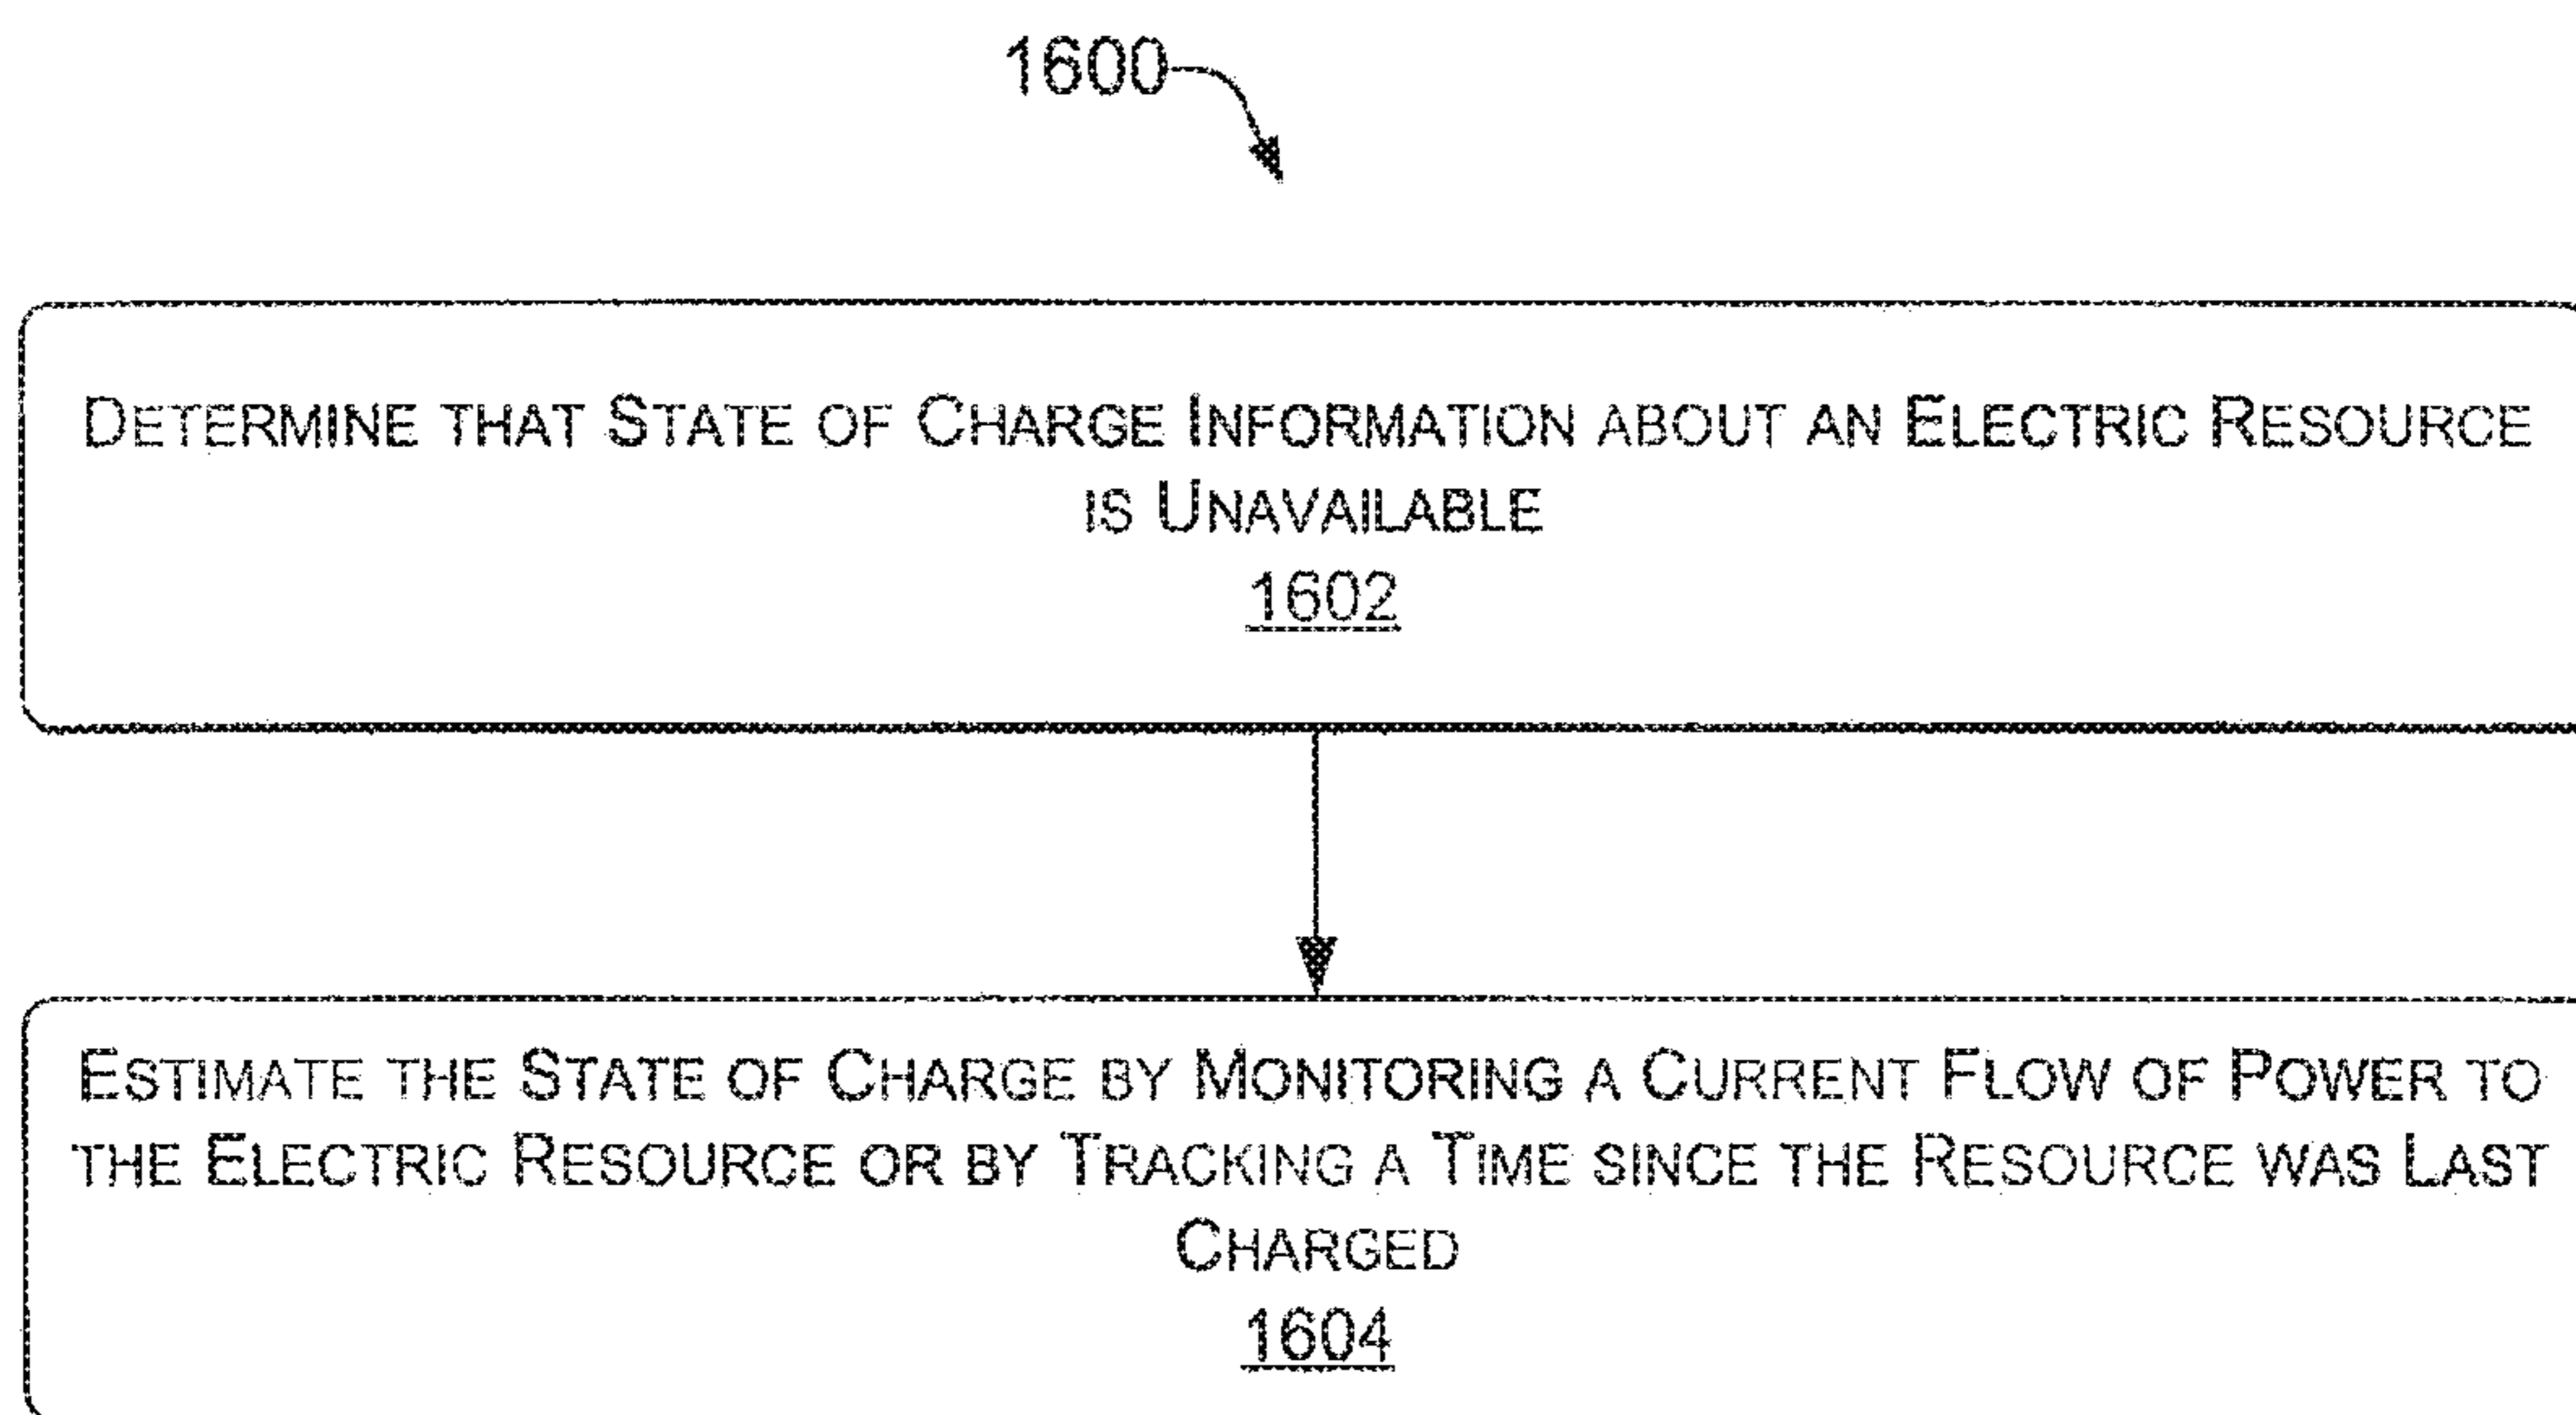 1600
DETERMINE THAT STATE OF CHARGE INFORMATION ABOUT AN ELECTRIC RESOURCE
IS UNAVAILABLE
1602
ESTIMATE THE STATE OF CHARGE BY MONITORING A CURRENT FLOW OF POWER TO
THE ELECTRIC RESOURCE OR BY TRACKING A TIME SINCE THE RESOURCE WAS LAST
CHARGED
1604